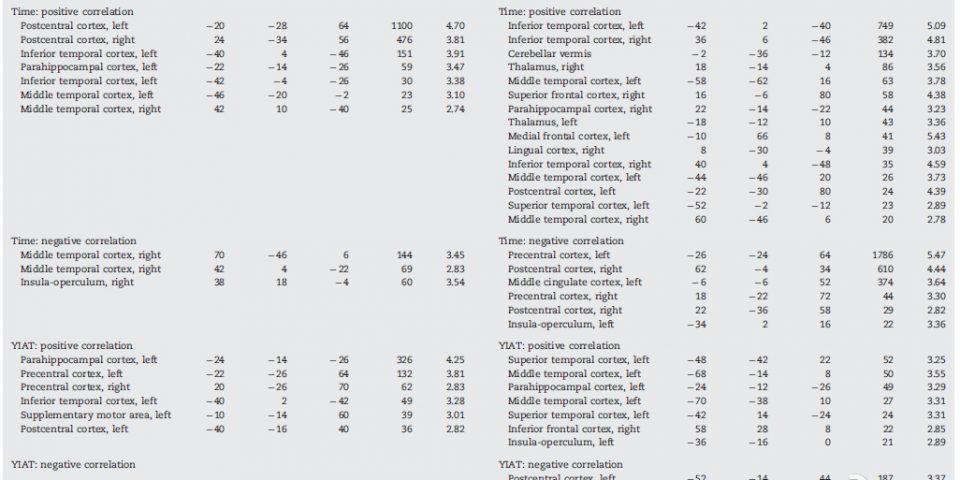 Time: positive correlation
Postcentral cortex, left −20 −28 64 1100 4.70
Postcentral cortex, right 24 −34 56 476 3.81
Inferior temporal cortex, left −40 4 −46 151 3.91
Parahippocampal cortex, left −22 −14 −26 59 3.47
Inferior temporal cortex, left −42 −4 −26 30 3.38
Middle temporal cortex, left −46 −20 −2 23 3.10
Middle temporal cortex, right 42 10 −40 25 2.74
Time: negative correlation
Middle temporal cortex, right 70 −46 6 144 3.45
Middle temporal cortex, right 42 4 −22 69 2.83
Insula-operculum, right 38 18 −4 60 3.54
YIAT: positive correlation
Parahippocampal cortex, left −24 −14 −26 326 4.25
Precentral cortex, left −22 −26 64 132 3.81
Precentral cortex, right 20 −26 70 62 2.83
Inferior temporal cortex, left −40 2 −42 49 3.28
Supplementary motor area, left −10 −14 60 39 3.01
Postcentral cortex, left −40 −16 40 36 2.82
YIAT: negative correlation
Time: positive correlation
Inferior temporal cortex, left −42 2 −40 749 5.09
Inferior temporal cortex, right 36 6 −46 382 4.81
Cerebellar vermis −2 −36 −12 134 3.70
Thalamus, right 18 −14 4 86 3.56
Middle temporal cortex, left −58 −62 16 63 3.78
Superior frontal cortex, right 16 −6 80 58 4.38
Parahippocampal cortex, right 22 −14 −22 44 3.23
Thalamus, left −18 −12 10 43 3.36
Medial frontal cortex, left −10 66 8 41 5.43
Lingual cortex, right 8 −30 −4 39 3.03
Inferior temporal cortex, right 40 4 −48 35 4.59
Middle temporal cortex, left −44 −46 20 26 3.73
Postcentral cortex, left −22 −30 80 24 4.39
Superior temporal cortex, left −52 −2 −12 23 2.89
Middle temporal cortex, right 60 −46 6 20 2.78
Time: negative correlation
Precentral cortex, left −26 −24 64 1786 5.47
Postcentral cortex, right 62 −4 34 610 4.44
Middle cingulate cortex, left −6 −6 52 374 3.64
Precentral cortex, right 18 −22 72 44 3.30
Postcentral cortex, right 22 −36 58 29 2.82
Insula-operculum, left −34 2 16 22 3.36
YIAT: positive correlation
Superior temporal cortex, left −48 −42 22 52 3.25
Middle temporal cortex, left −68 −14 8 50 3.55
Parahippocampal cortex, left −24 −12 −26 49 3.29
Middle temporal cortex, left −70 −38 10 27 3.31
Superior temporal cortex, left −42 14 −24 24 3.31
Inferior frontal cortex, right 58 28 8 22 2.85
Insula-operculum, left −36 −16 0 21 2.89
YIAT: negative correlation
Postcentral cortex, left −52 −14 44 187 3.37